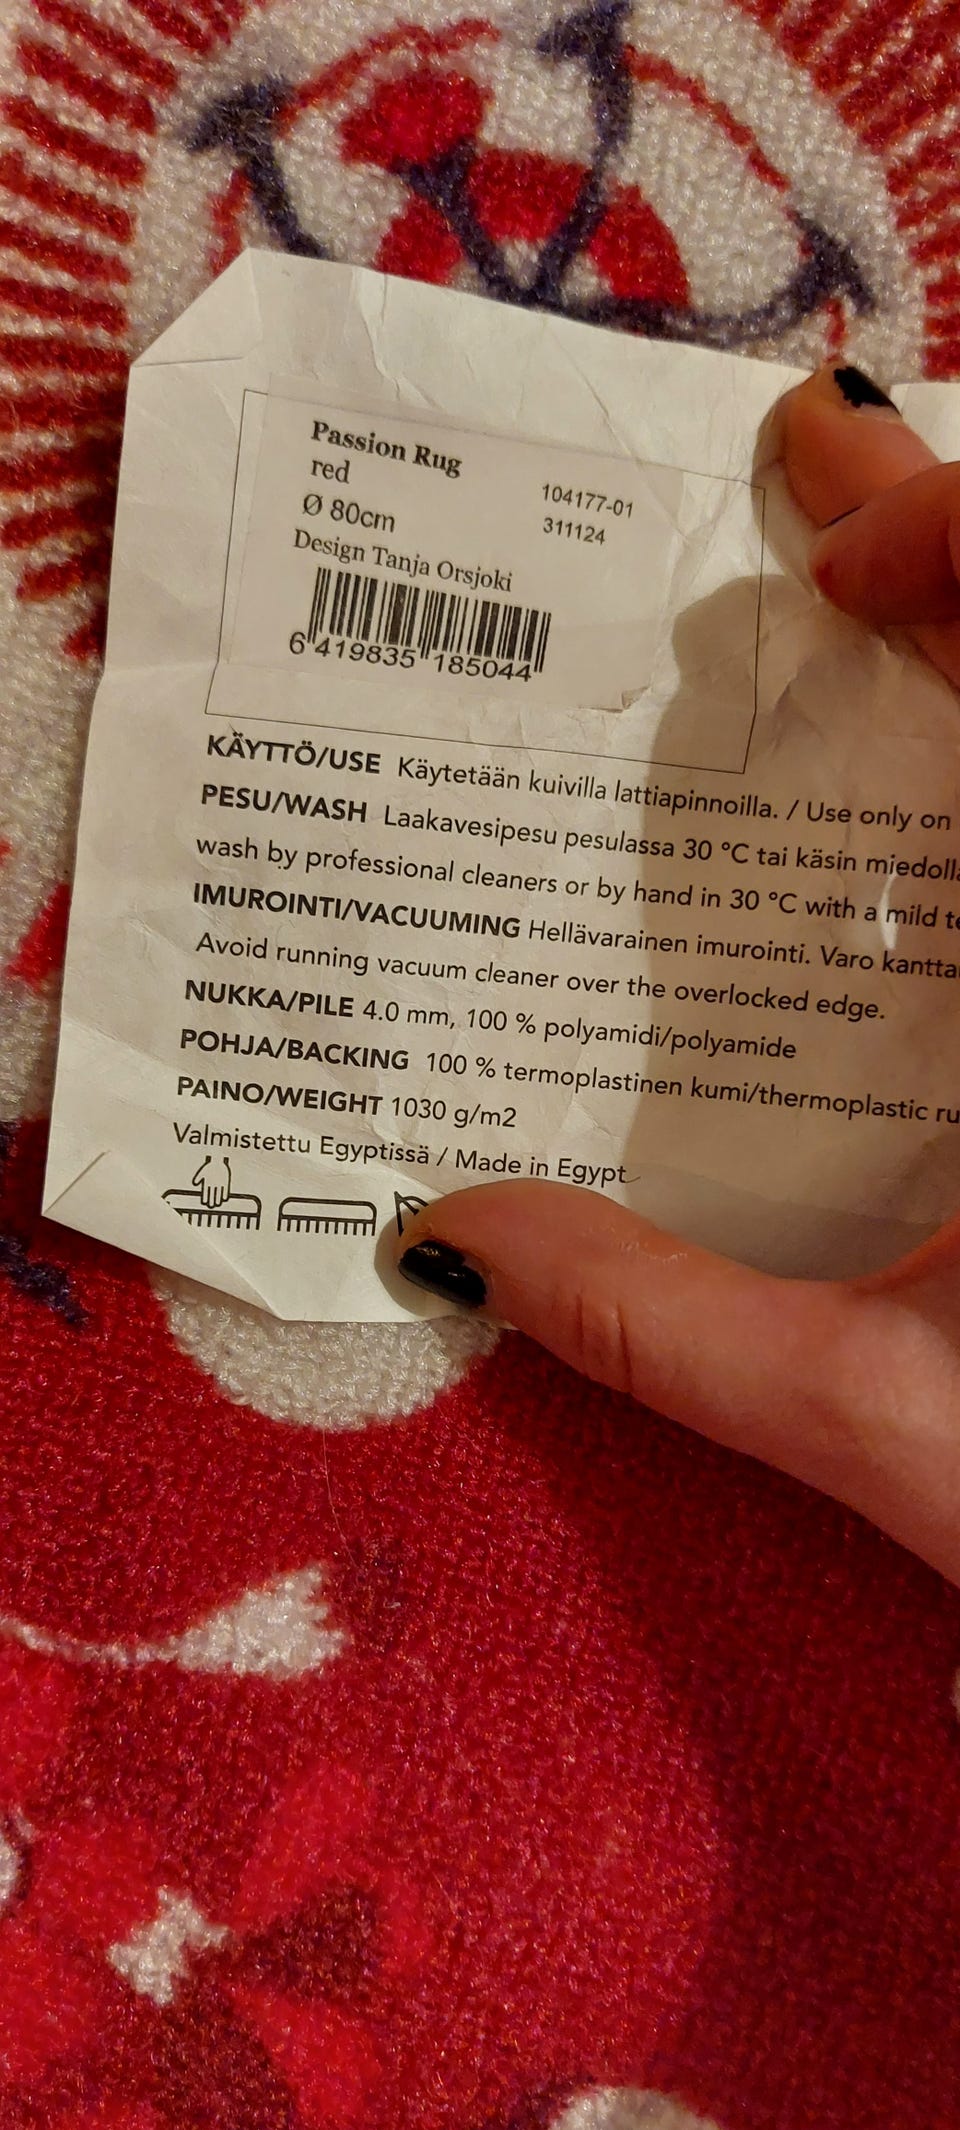 Passion Rug
red
104177-01
Ø 80cm
311124
Design Tanja Orsjoki
6 419835 185044
KÄYTTÖ/USE Käytetään kuivilla lattiapinnoilla. / Use only on
PESU/WASH Laakavesipesu pesulassa 30 °C tai käsin miedolla
wash by professional cleaners or by hand in 30 °C with a mild
IMUROINTI/VACUUMING Hellävarainen imurointi. Varo
Avoid running vacuum cleaner over the overlocked edge.
NUKKA/PILE 4.0 mm, 100 % polyamidi/polyamide
POHJA/BACKING 100 % termoplastinen kumi/thermoplastic
PAINO/WEIGHT 1030 g/m2
Valmistettu Egyptissä / Made in Egypt